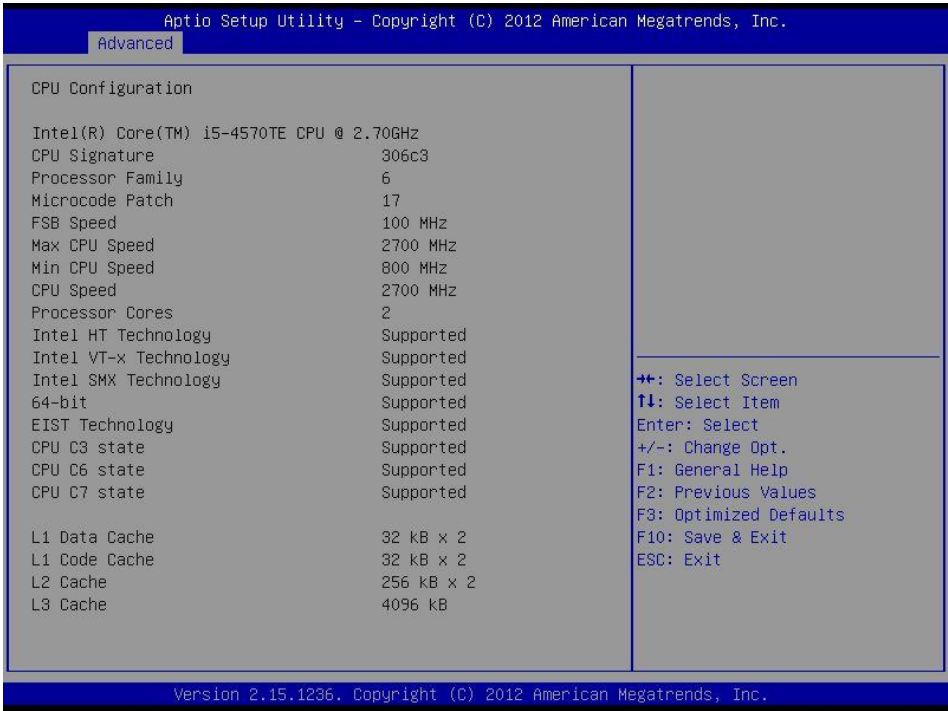 Aptio Setup Utility – Copyright (C) 2012 American Megatrends, Inc.
Advanced
CPU Configuration
Intel(R) Core(TM) i5-4570TE CPU @ 2.70GHz
CPU Signature 306c3
Processor Family 6
Microcode Patch 17
FSB Speed 100 MHz
Max CPU Speed 2700 MHz
Min CPU Speed 800 MHz
CPU Speed 2700 MHz
Processor Cores 2
Intel HT Technology Supported
Intel VT-x Technology Supported
Intel SMX Technology Supported
64-bit Supported
EIST Technology Supported
CPU C3 state Supported
CPU C6 state Supported
CPU C7 state Supported
L1 Data Cache 32 kB x 2
L1 Code Cache 32 kB x 2
L2 Cache 256 kB x 2
L3 Cache 4096 kB
→←: Select Screen
↑↓: Select Item
Enter: Select
+/-: Change Opt.
F1: General Help
F2: Previous Values
F3: Optimized Defaults
F10: Save & Exit
ESC: Exit
Version 2.15.1236. Copyright (C) 2012 American Megatrends, Inc.